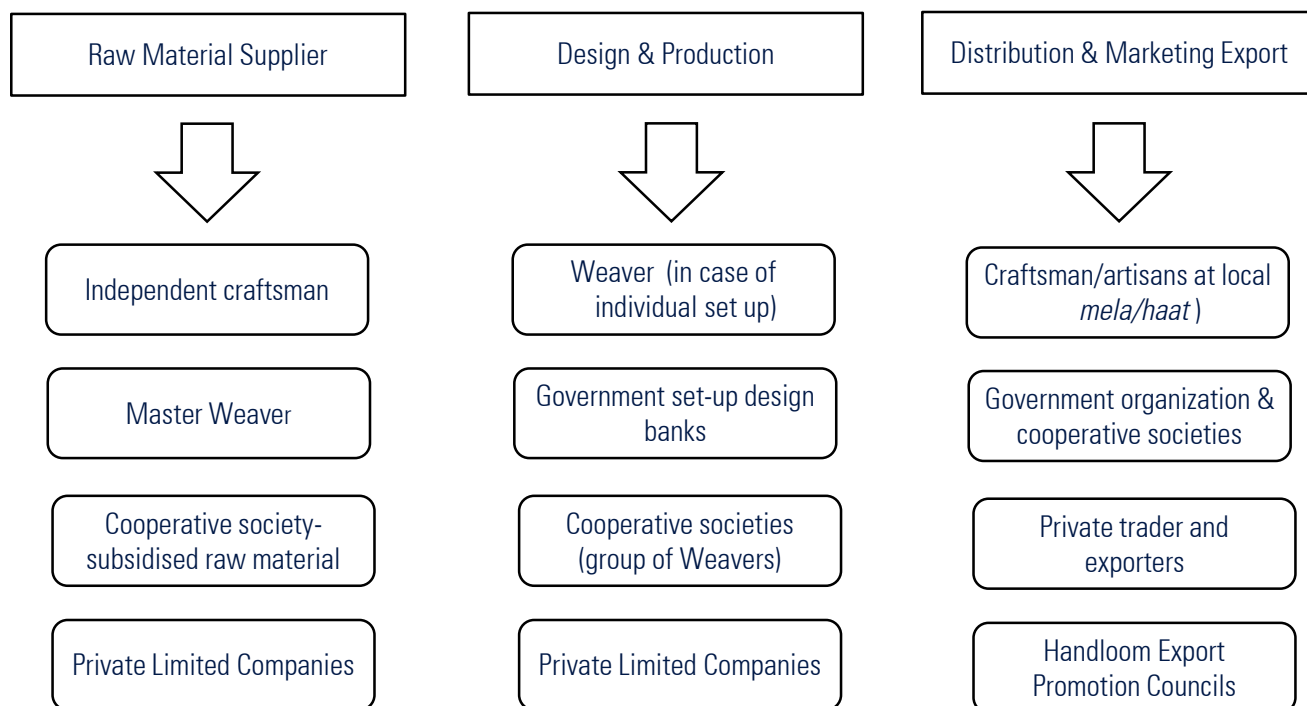 Raw Material Supplier
Design & Production
Distribution & Marketing Export
Independent craftsman
Master Weaver
Cooperative society-
subsidised raw material
Private Limited Companies
Weaver (in case of
individual set up)
Government set-up design
banks
Cooperative societies
(group of Weavers)
Private Limited Companies
Craftsman/artisans at local
mela/haat )
Government organization &
cooperative societies
Private trader and
exporters
Handloom Export
Promotion Councils